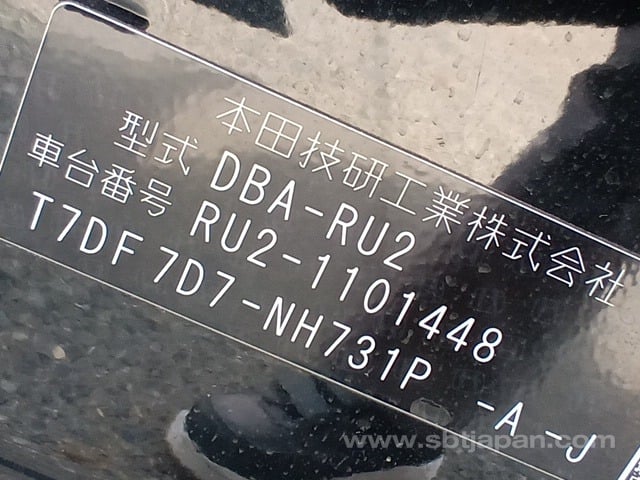 本田技研工業株式会社
型式 DBA-RU2
車台番号 RU2-1101448
T7DF 7D7-NH731P -A -J
www.sbtjapan.com